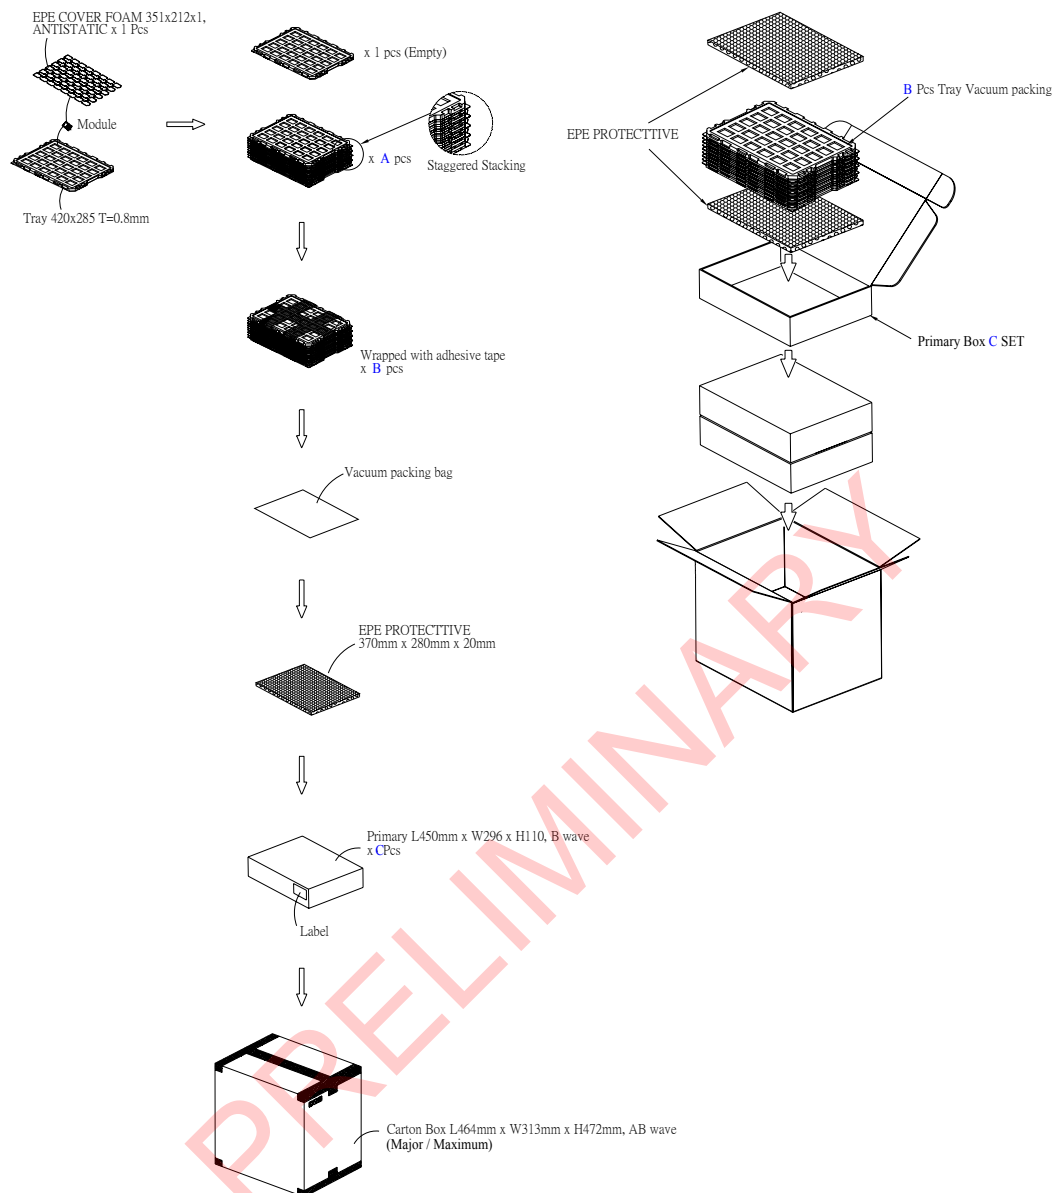 EPE COVER FOAM 351x212x1,
ANTISTATIC x 1 Pcs
Module
Tray 420x285 T=0.8mm
x 1 pcs (Empty)
x A pcs
Staggered Stacking
Wrapped with adhesive tape
x B pcs
Vacuum packing bag
EPE PROTECTTIVE
370mm x 280mm x 20mm
Primary L450mm x W296 x H110, B wave
x CPcs
Label
Carton Box L464mm x W313mm x H472mm, AB wave
(Major / Maximum)
B Pcs Tray Vacuum packing
EPE PROTECTTIVE
Primary Box C SET
PRELIMINARY